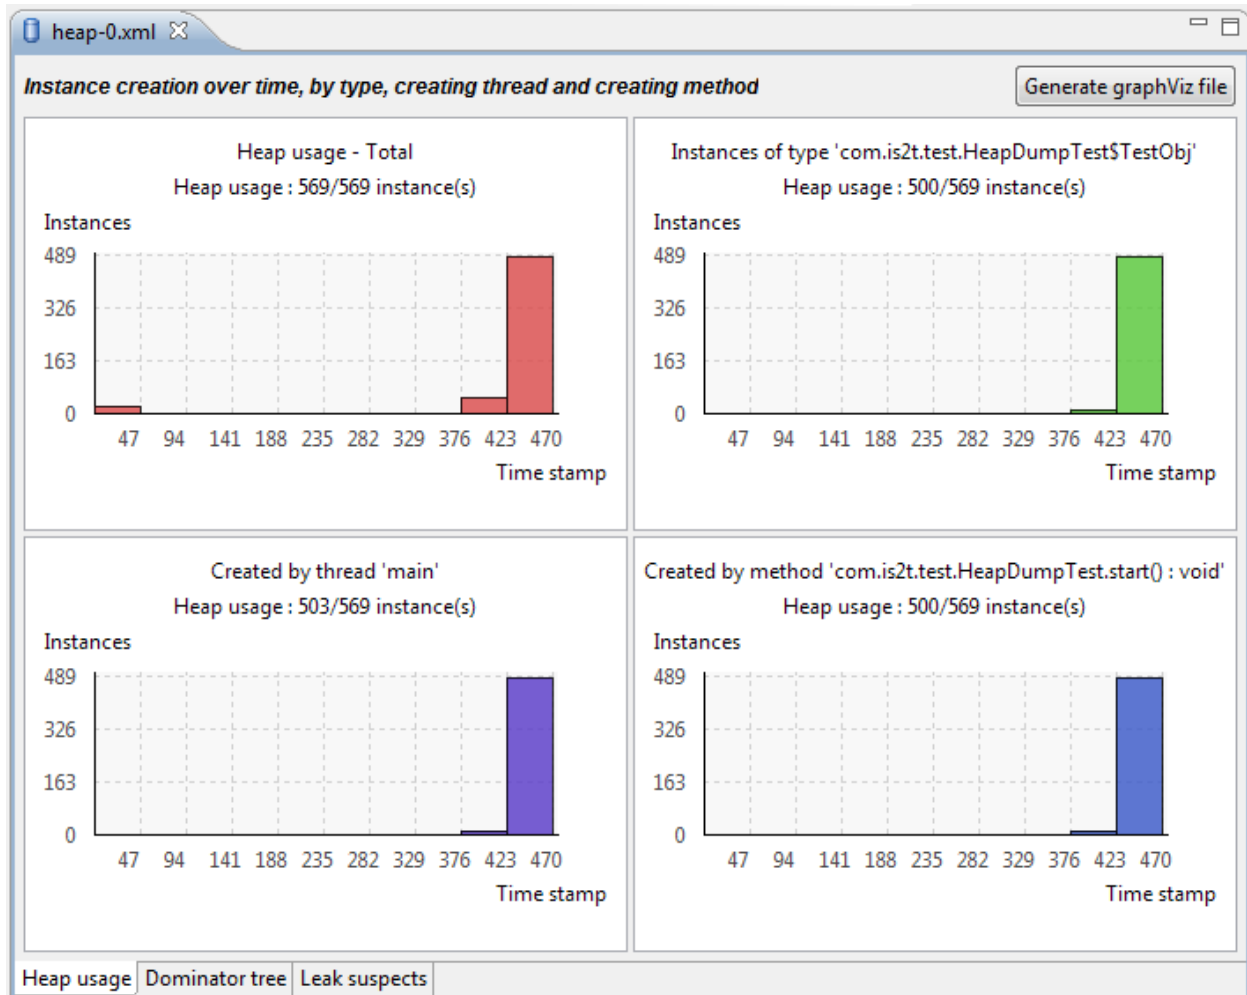 heap-0.xml
Instance creation over time, by type, creating thread and creating method
Generate graphViz file
Heap usage - Total
Heap usage : 569/569 instance(s)
Instances
489
326
163
0
47 94 141 188 235 282 329 376 423 470
Time stamp
Instances of type 'com.is2t.test.HeapDumpTest$TestObj'
Heap usage : 500/569 instance(s)
Instances
489
326
163
0
47 94 141 188 235 282 329 376 423 470
Time stamp
Created by thread 'main'
Heap usage : 503/569 instance(s)
Instances
489
326
163
0
47 94 141 188 235 282 329 376 423 470
Time stamp
Created by method 'com.is2t.test.HeapDumpTest.start() : void'
Heap usage : 500/569 instance(s)
Instances
489
326
163
0
47 94 141 188 235 282 329 376 423 470
Time stamp
Heap usage Dominator tree Leak suspects